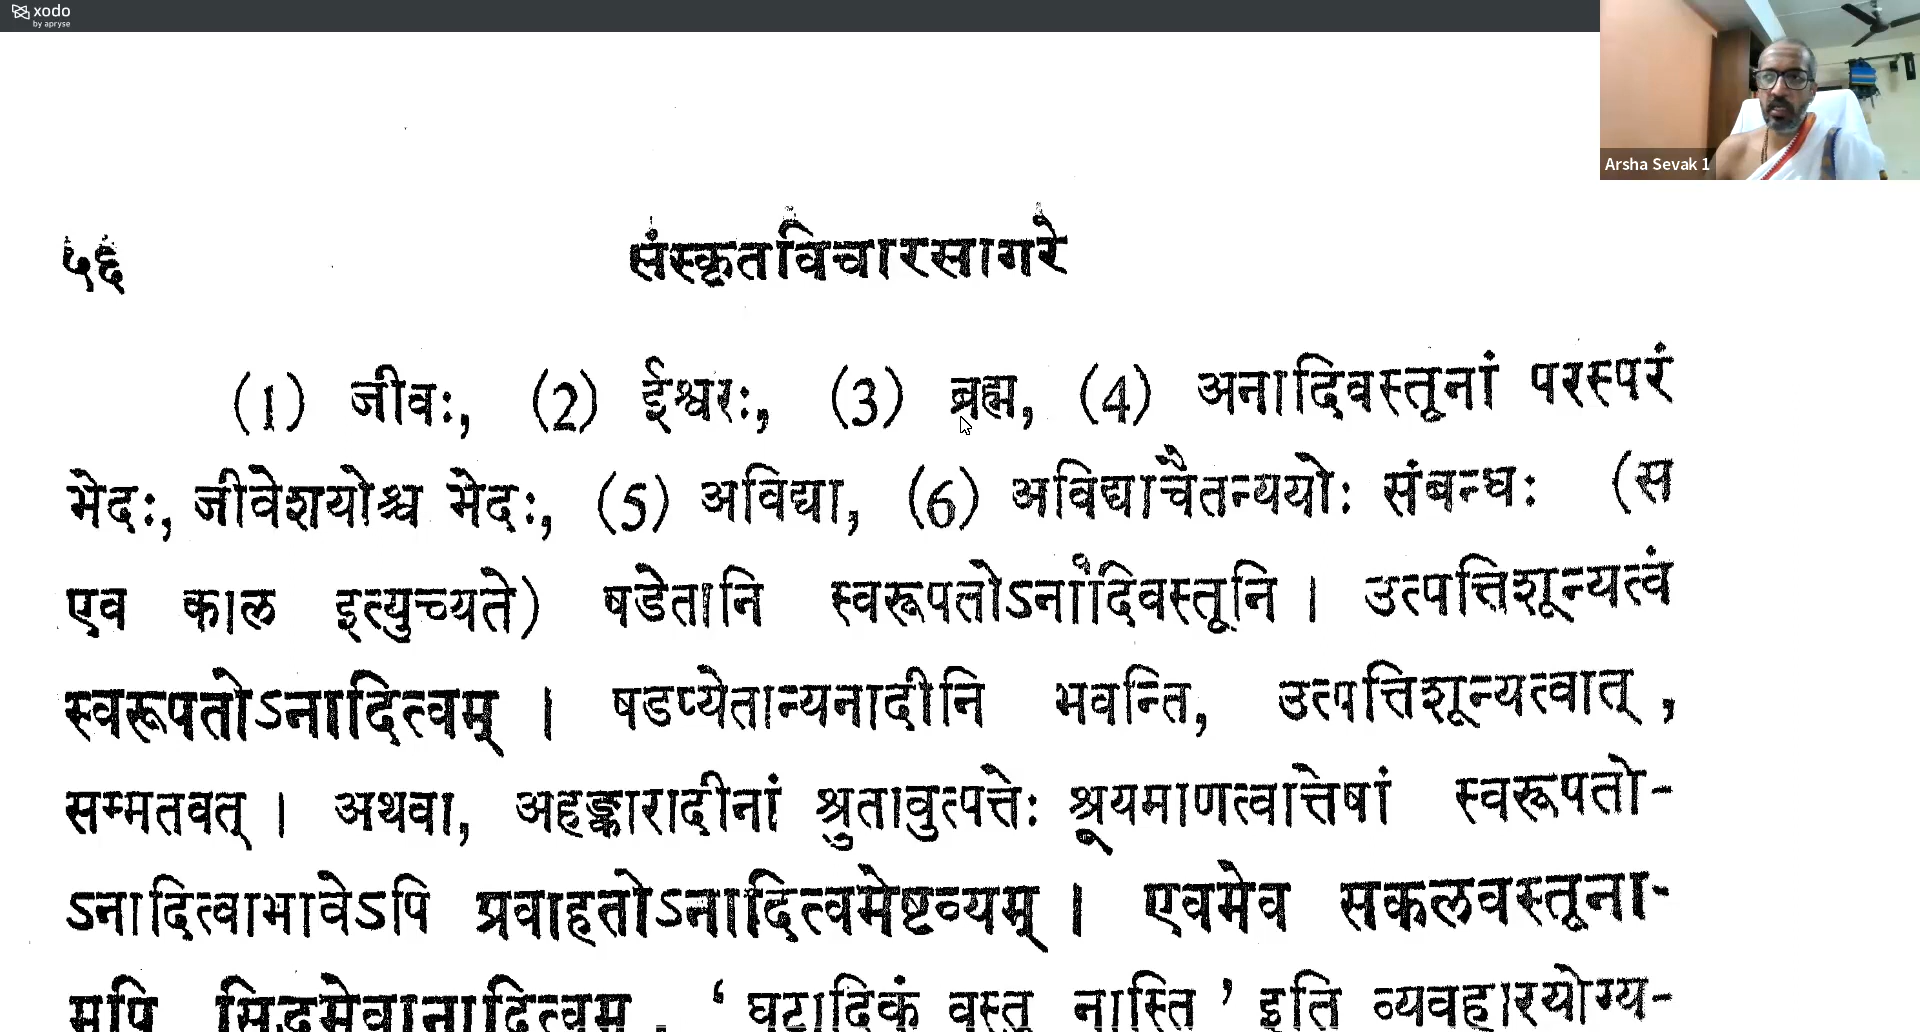 xodo
by apryse
Arsha Sevak 1
५६ संस्कृतविचारसागरे
(1) जीवः, (2) ईश्वरः, (3) ब्रह्म, (4) अनादिवस्तूनां परस्परं
भेदः, जीवेशयोश्च भेदः, (5) अविद्या, (6) अविद्याचैतन्ययोः संबन्धः (स
एव काल इत्युच्यते) षडेतानि स्वरूपतोऽनादिवस्तूनि । उत्पत्तिशून्यत्वं
स्वरूपतोऽनादित्वम् । षडप्येतान्यनादीनि भवन्ति, उत्पत्तिशून्यत्वात्,
सम्मतवत् । अथवा, अहङ्कारादीनां श्रुतावुत्पत्तेः श्रूयमाणत्वात्तेषां स्वरूपतो-
ऽनादित्वाभावेऽपि प्रवाहतोऽनादित्वमेष्टव्यम् । एवमेव सकलवस्तूना-
मपि सिद्धमेवानादित्वम् . ‘ घटादिकं वस्तु नास्ति ’ इति व्यवहारयोग्य-